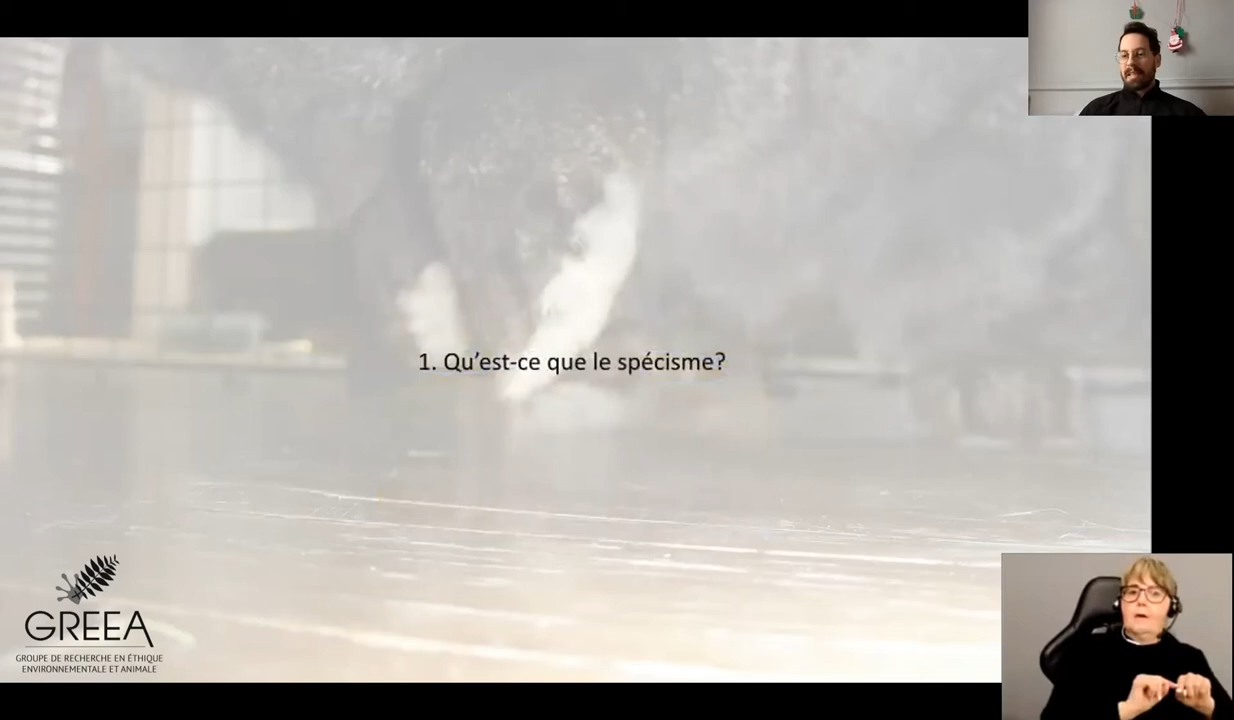 1. Qu'est-ce que le spécisme?
GREEA
GROUPE DE RECHERCHE EN ÉTHIQUE
ENVIRONNEMENTALE ET ANIMALE